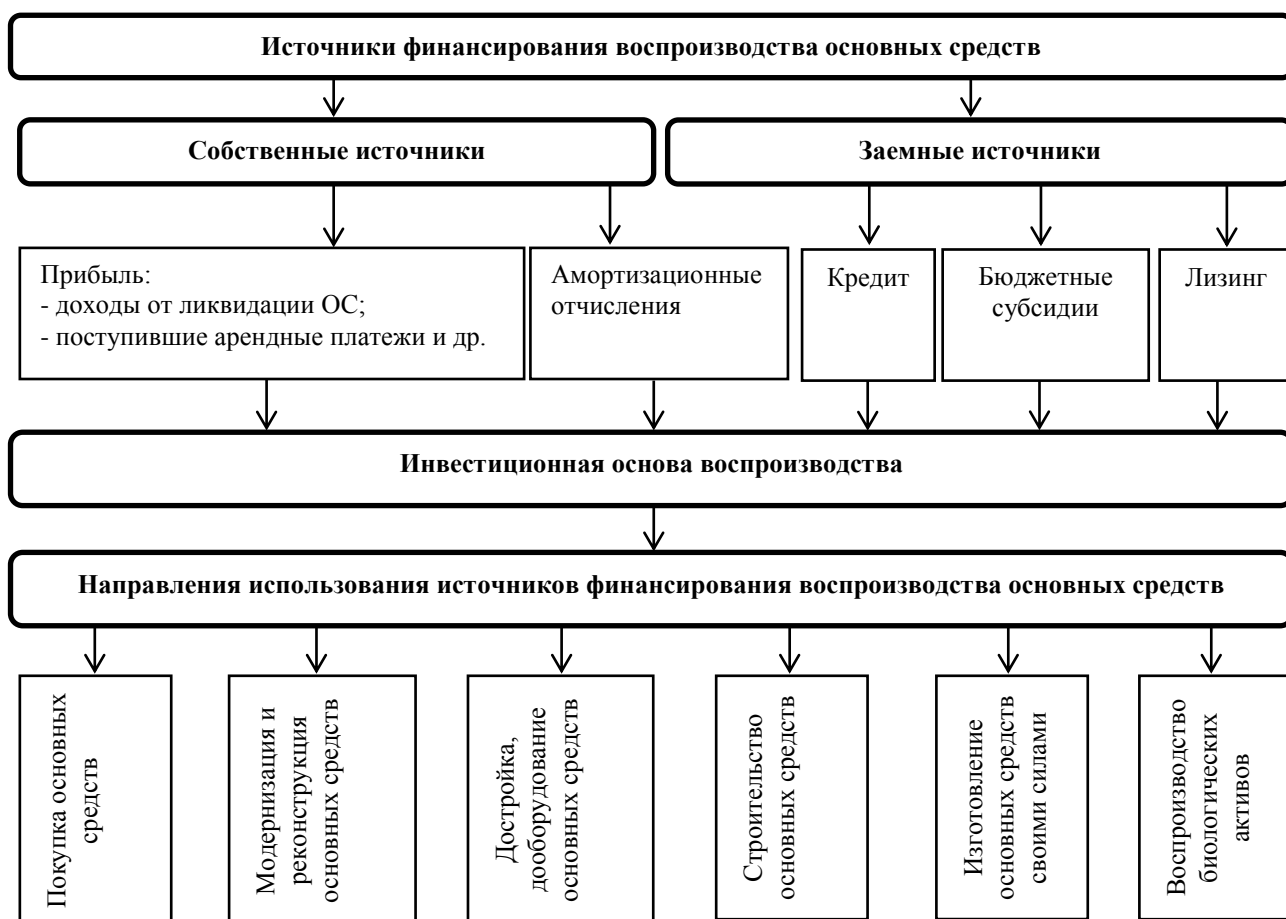 Источники финансирования воспроизводства основных средств
Собственные источники
Заемные источники
Прибыль:
- доходы от ликвидации ОС;
- поступившие арендные платежи и др.
Амортизационные
отчисления
Кредит
Бюджетные
субсидии
Лизинг
Инвестиционная основа воспроизводства
Направления использования источников финансирования воспроизводства основных средств
Покупка основных
средств
Модернизация и
реконструкция
основных средств
Достройка,
дооборудование
основных средств
Строительство
основных средств
Изготовление
основных средств
своими силами
Воспроизводство
биологических
активов